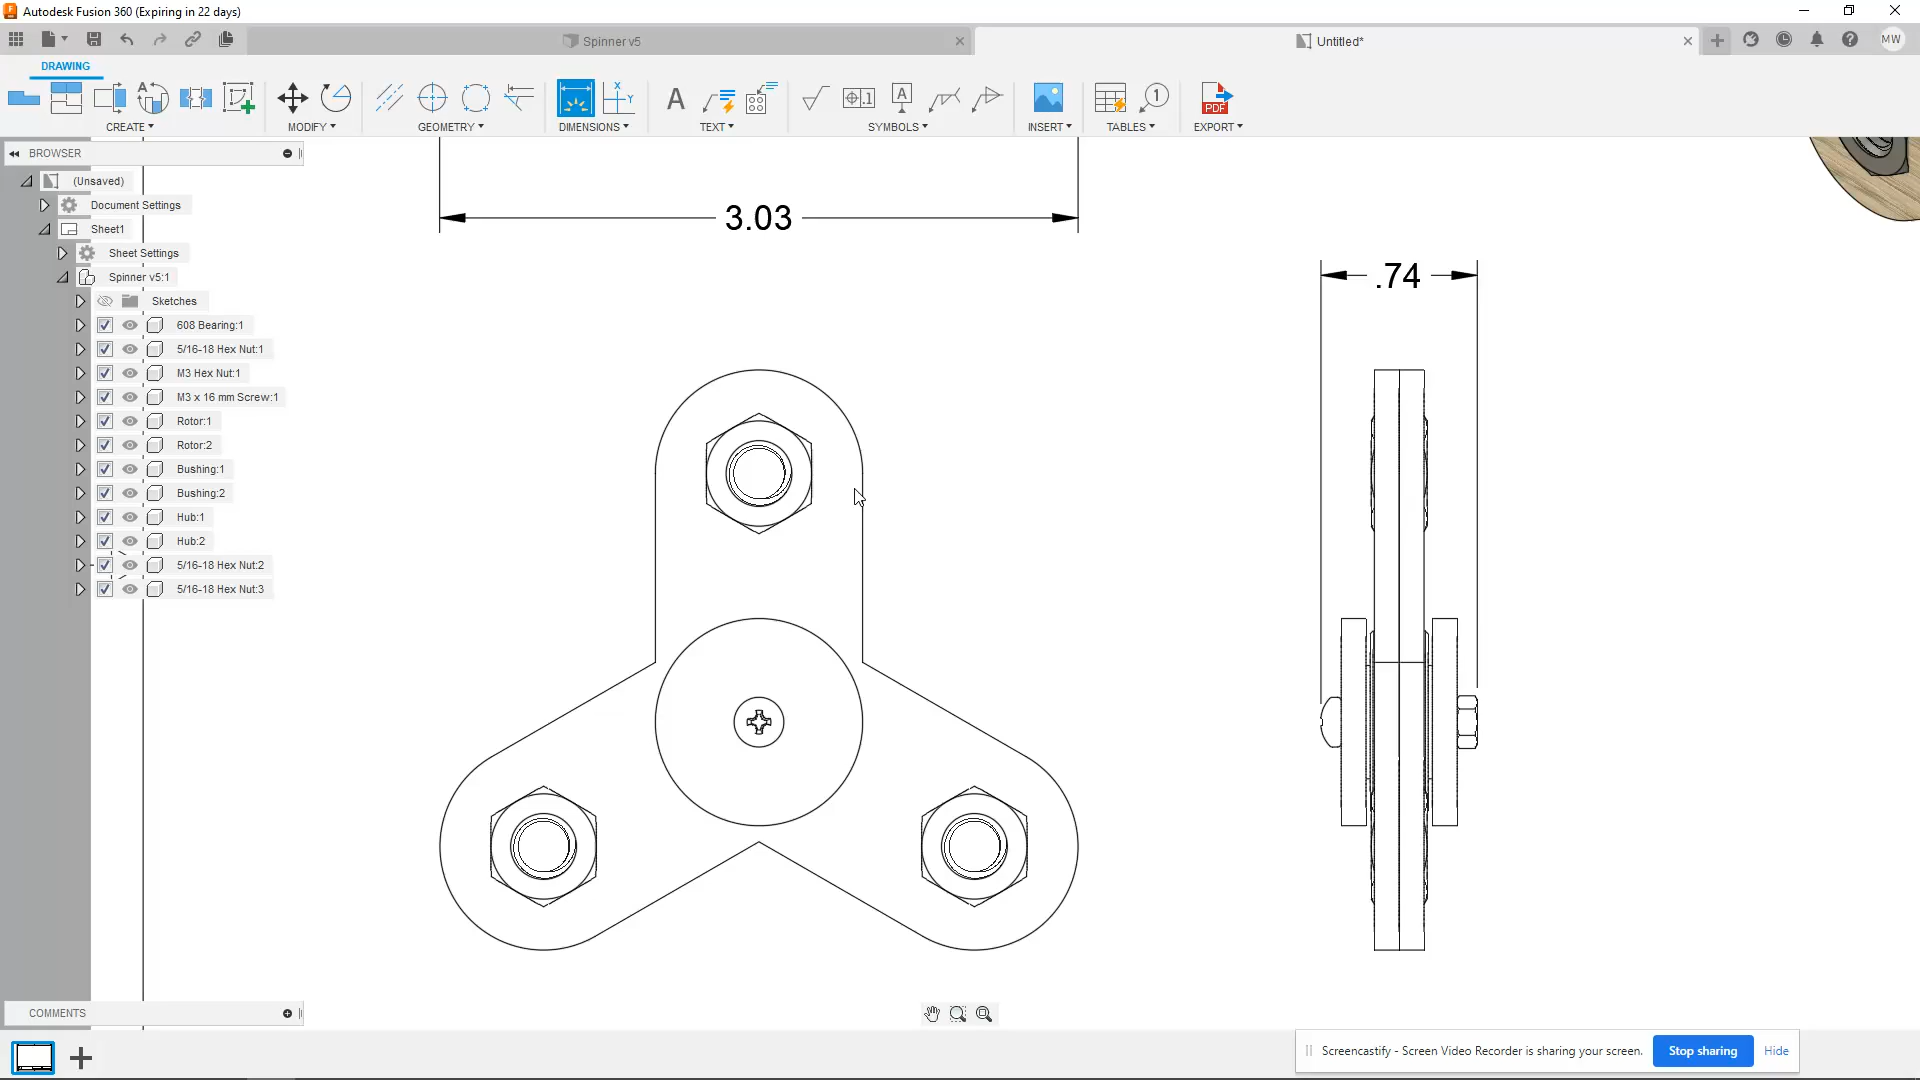 Autodesk Fusion 360 (Expiring in 22 days)
Spinner v5
Untitled*
MW
DRAWING
CREATE
MODIFY
GEOMETRY
DIMENSIONS
TEXT
SYMBOLS
INSERT
TABLES
EXPORT
BROWSER
(Unsaved)
Document Settings
Sheet1
Sheet Settings
Spinner v5:1
Sketches
608 Bearing:1
5/16-18 Hex Nut:1
M3 Hex Nut:1
M3 x 16 mm Screw:1
Rotor:1
Rotor:2
Bushing:1
Bushing:2
Hub:1
Hub:2
5/16-18 Hex Nut:2
5/16-18 Hex Nut:3
3.03
.74
COMMENTS
Screencastify - Screen Video Recorder is sharing your screen.
Stop sharing
Hide